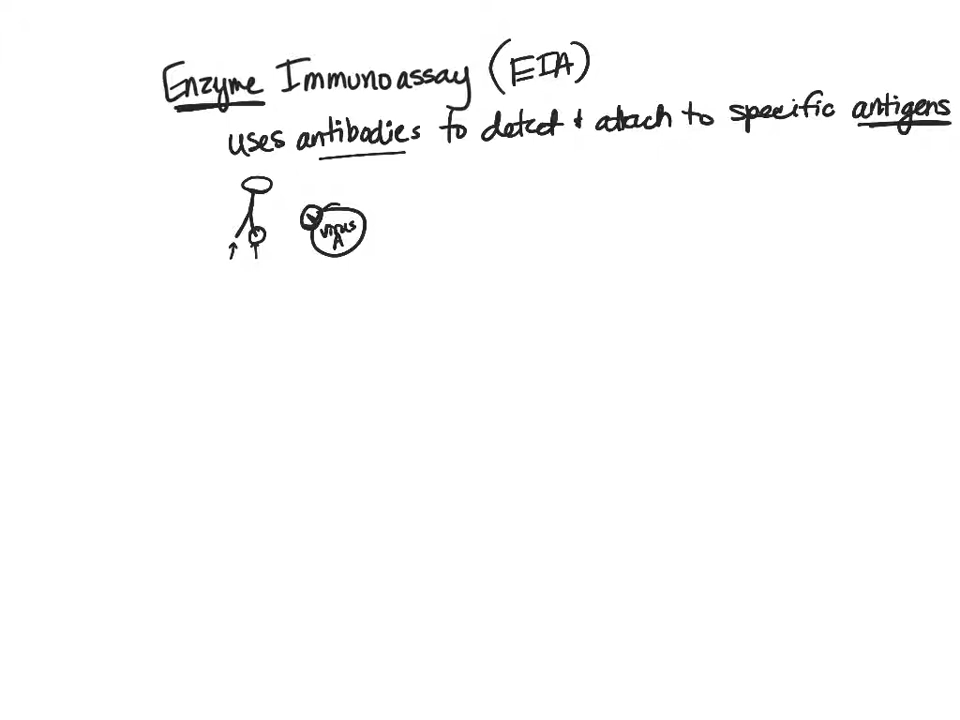 Enzyme Immunoassay (EIA)
uses antibodies to detect + attach to specific antigens
virus
A